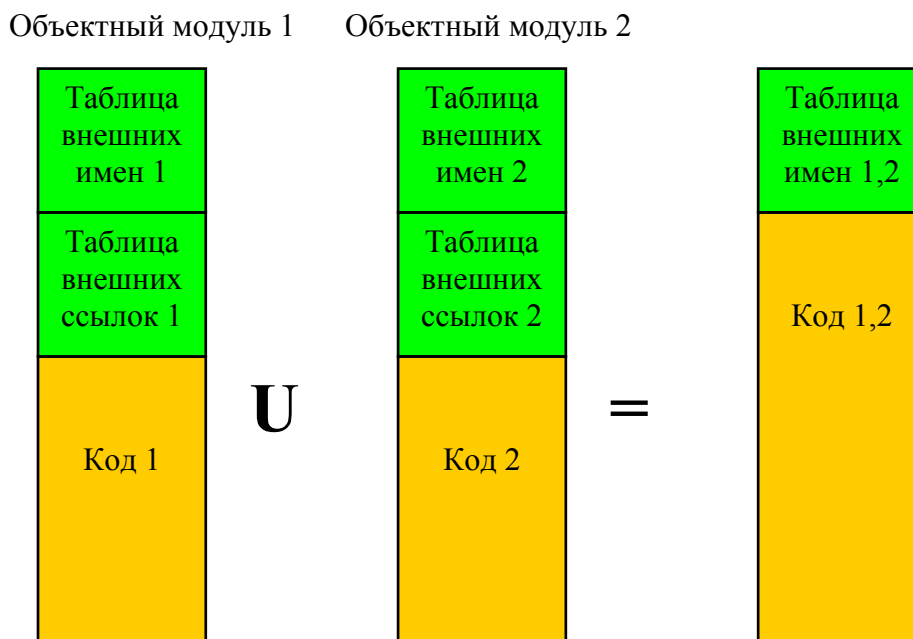 Объектный модуль 1
Объектный модуль 2
Таблица
внешних
имен 1
Таблица
внешних
ссылок 1
Код 1
U
Таблица
внешних
имен 2
Таблица
внешних
ссылок 2
Код 2
=
Таблица
внешних
имен 1,2
Код 1,2